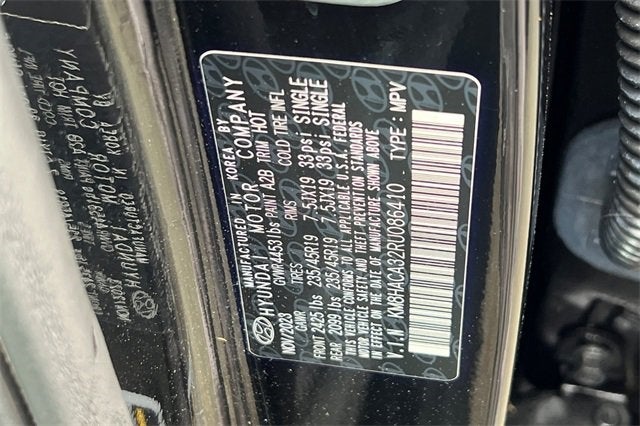 MANUFACTURED IN KOREA BY
HYUNDAI MOTOR COMPANY
NOV/2023 GVWR4453 lbs PAINT A2B TRIM HOT
GAWR TIRES RIMS COLD TIRE INFL
FRONT 2425 lbs 235/45R19 7.5JX19 33psi SINGLE
REAR 2099 lbs 235/45R19 7.5JX19 33psi SINGLE
THIS VEHICLE CONFORMS TO ALL APPLICABLE U.S.A. FEDERAL
MOTOR VEHICLE SAFETY AND THEFT PREVENTION STANDARDS
IN EFFECT ON THE DATE OF MANUFACTURE SHOWN ABOVE.
V.I.N: KM8HACA32RU086410 TYPE: MPV